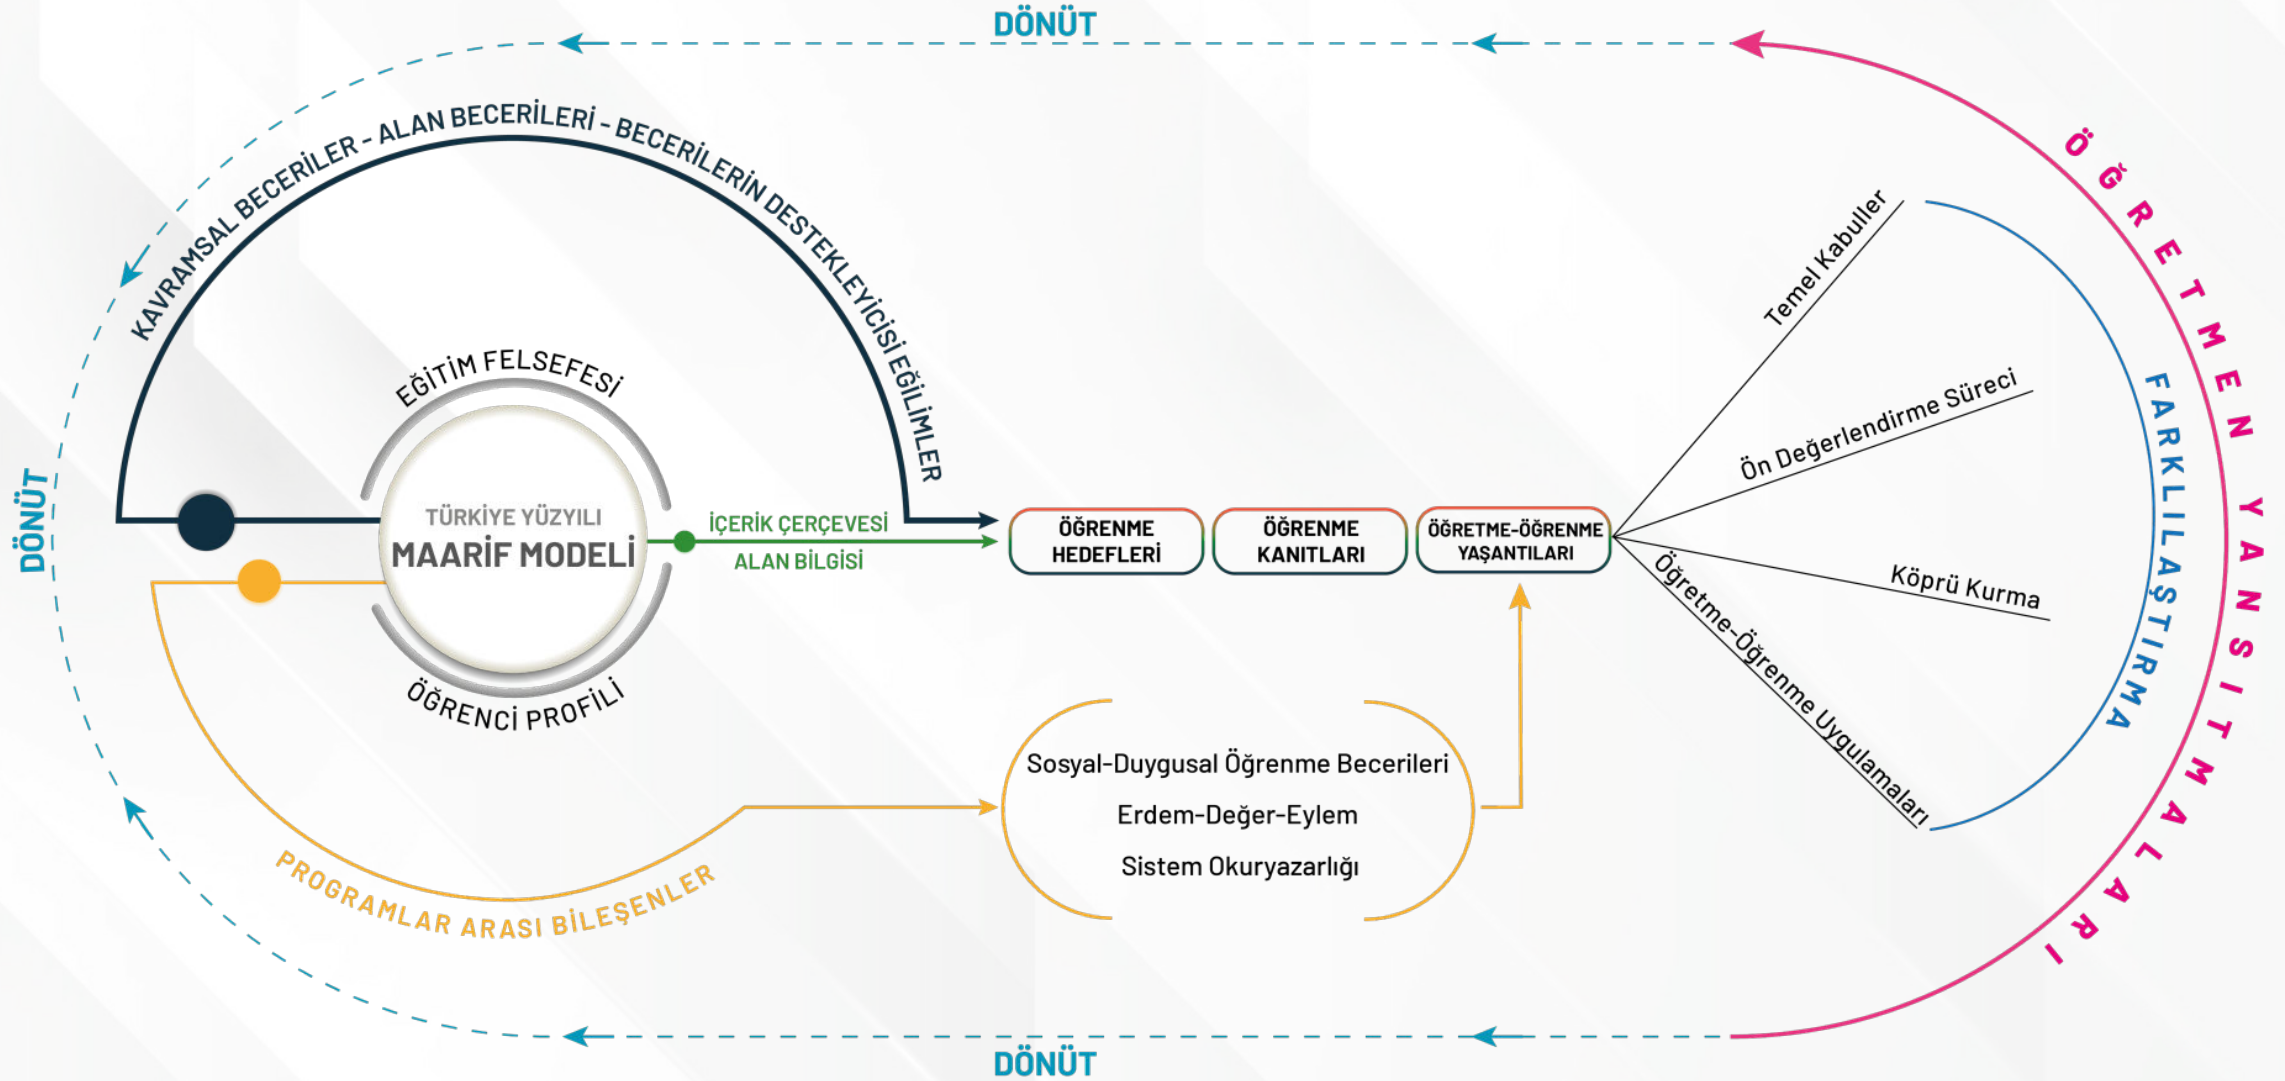 DÖNÜT
KAVRAMSAL BECERİLER - ALAN BECERİLERİ - BECERİLERİN DESTEKLEYİCİSİ EĞİLİMLER
EĞİTİM FELSEFESİ
TÜRKİYE YÜZYILI
MAARİF MODELİ
ÖĞRENCİ PROFİLİ
DÖNÜT
İÇERİK ÇERÇEVESİ
ALAN BİLGİSİ
ÖĞRENME
HEDEFLERİ
ÖĞRENME
KANITLARI
ÖĞRETME-ÖĞRENME
YAŞANTILARI
Temel Kabuller
Ön Değerlendirme Süreci
Köprü Kurma
Öğretme-Öğrenme Uygulamaları
FARKLILAŞTIRMA
ÖĞRETMEN YANSITMALARI
PROGRAMLAR ARASI BİLEŞENLER
Sosyal-Duygusal Öğrenme Becerileri
Erdem-Değer-Eylem
Sistem Okuryazarlığı
DÖNÜT